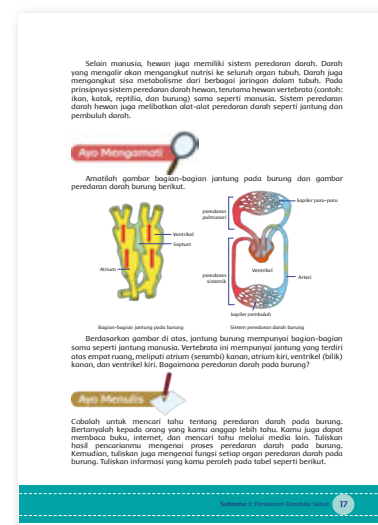 Selain manusia, hewan juga memiliki sistem peredaran darah. Darah
yang mengalir akan mengangkut nutrisi ke seluruh organ tubuh. Darah juga
mengangkut sisa metabolisme dari berbagai jaringan dalam tubuh. Pada
prinsipnya sistem peredaran darah hewan, terutama hewan vertebrata (contoh:
ikan, katak, reptilia, dan burung) sama seperti manusia. Sistem peredaran
darah hewan juga melibatkan alat-alat peredaran darah seperti jantung dan
pembuluh darah.
Ayo Mengamati
Amatilah gambar bagian-bagian jantung pada burung dan gambar
peredaran darah burung berikut.
Ventrikel
Septum
Atrium
Bagian-bagian jantung pada burung
peredaran
pulmonari
kapiler paru-paru
peredaran
sistemik
Ventrikel
Arteri
kapiler pembuluh
Sistem peredaran darah burung
Berdasarkan gambar di atas, jantung burung mempunyai bagian-bagian
sama seperti jantung manusia. Vertebrata ini mempunyai jantung yang terdiri
atas empat ruang, meliputi atrium (serambi) kanan, atrium kiri, ventrikel (bilik)
kanan, dan ventrikel kiri. Bagaimana peredaran darah pada burung?
Ayo Menulis
Cobalah untuk mencari tahu tentang peredaran darah pada burung.
Bertanyalah kepada orang yang kamu anggap lebih tahu. Kamu juga dapat
membaca buku, internet, dan mencari tahu melalui media lain. Tuliskan
hasil pencarianmu mengenai proses peredaran darah pada burung.
Kemudian, tuliskan juga mengenai fungsi setiap organ peredaran darah pada
burung. Tuliskan informasi yang kamu peroleh pada tabel seperti berikut.
Subtema 1: Peredaran Darahku Sehat
17